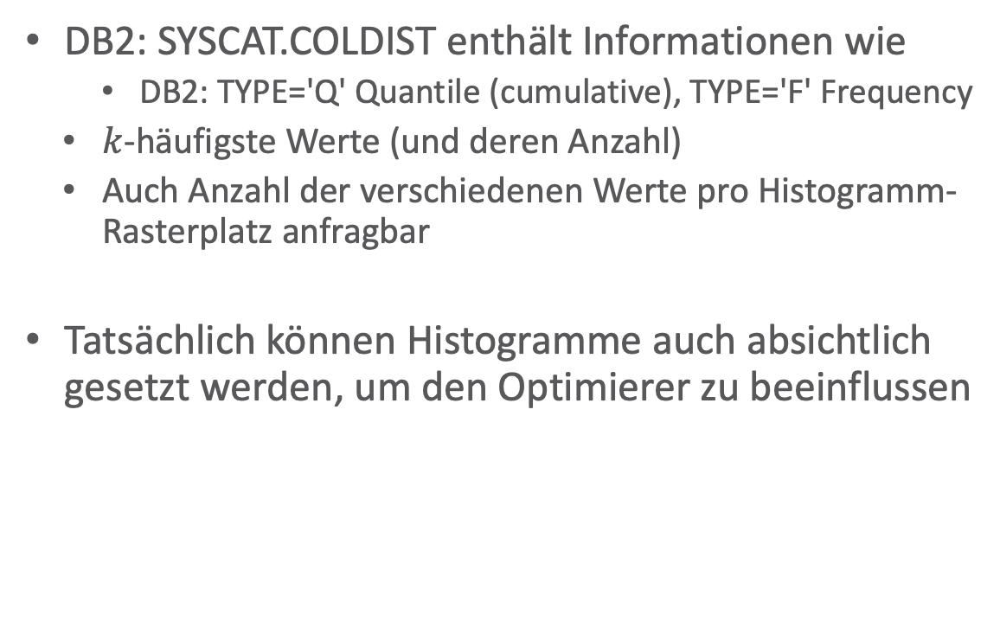 • DB2: SYSCAT.COLDIST enthält Informationen wie
• DB2: TYPE='Q' Quantile (cumulative), TYPE='F' Frequency
• k-häufigste Werte (und deren Anzahl)
• Auch Anzahl der verschiedenen Werte pro Histogramm-
Rasterplatz anfragbar
• Tatsächlich können Histogramme auch absichtlich
gesetzt werden, um den Optimierer zu beeinflussen